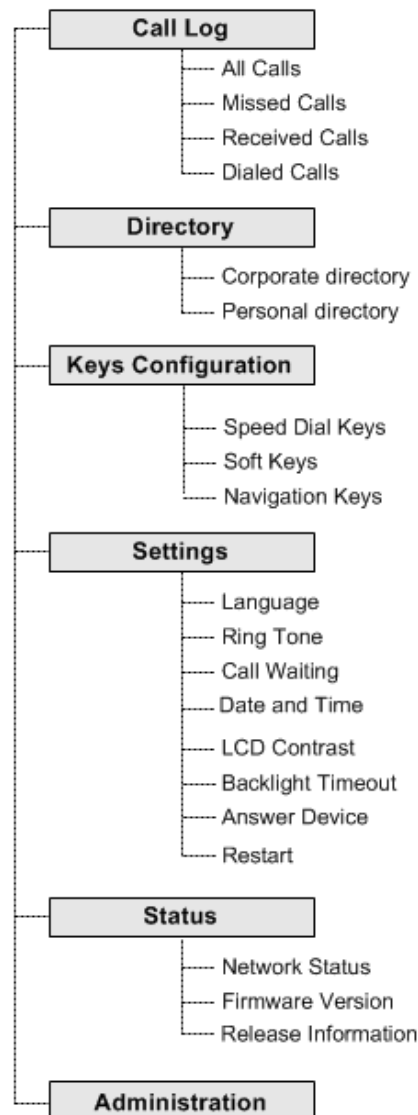 Call Log
All Calls
Missed Calls
Received Calls
Dialed Calls
Directory
Corporate directory
Personal directory
Keys Configuration
Speed Dial Keys
Soft Keys
Navigation Keys
Settings
Language
Ring Tone
Call Waiting
Date and Time
LCD Contrast
Backlight Timeout
Answer Device
Restart
Status
Network Status
Firmware Version
Release Information
Administration